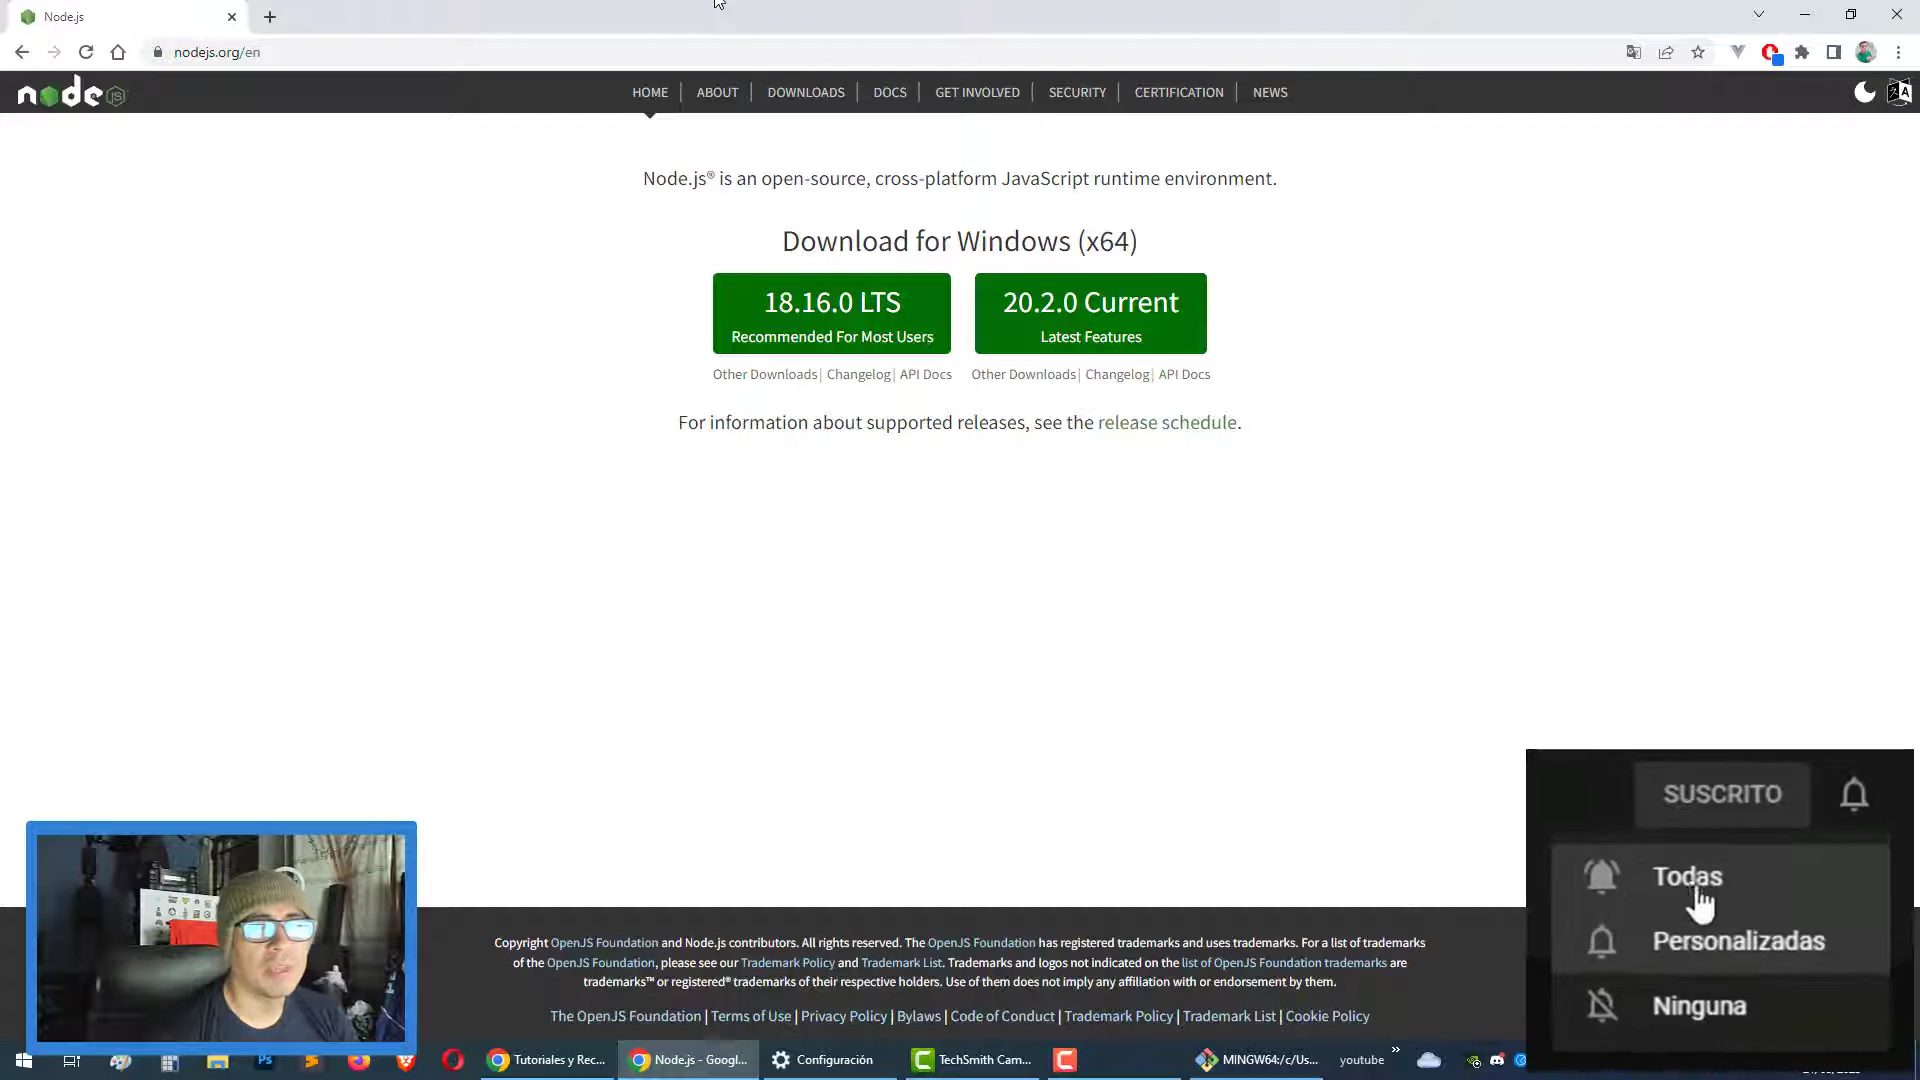 Node.js
nodejs.org/en
node JS
HOME
ABOUT
DOWNLOADS
DOCS
GET INVOLVED
SECURITY
CERTIFICATION
NEWS
Node.js® is an open-source, cross-platform JavaScript runtime environment.
Download for Windows (x64)
18.16.0 LTS
Recommended For Most Users
20.2.0 Current
Latest Features
Other Downloads | Changelog | API Docs
Other Downloads | Changelog | API Docs
For information about supported releases, see the release schedule.
SUSCRITO
Todas
Personalizadas
Ninguna
Copyright OpenJS Foundation and Node.js contributors. All rights reserved. The OpenJS Foundation has registered trademarks and uses trademarks. For a list of trademarks
of the OpenJS Foundation, please see our Trademark Policy and Trademark List. Trademarks and logos not indicated on the list of OpenJS Foundation trademarks are
trademarks™ or registered® trademarks of their respective holders. Use of them does not imply any affiliation with or endorsement by them.
The OpenJS Foundation | Terms of Use | Privacy Policy | Bylaws | Code of Conduct | Trademark Policy | Trademark List | Cookie Policy
Tutoriales y Rec...
Node.js - Googl...
Configuración
TechSmith Cam...
MINGW64:/c/Us...
youtube